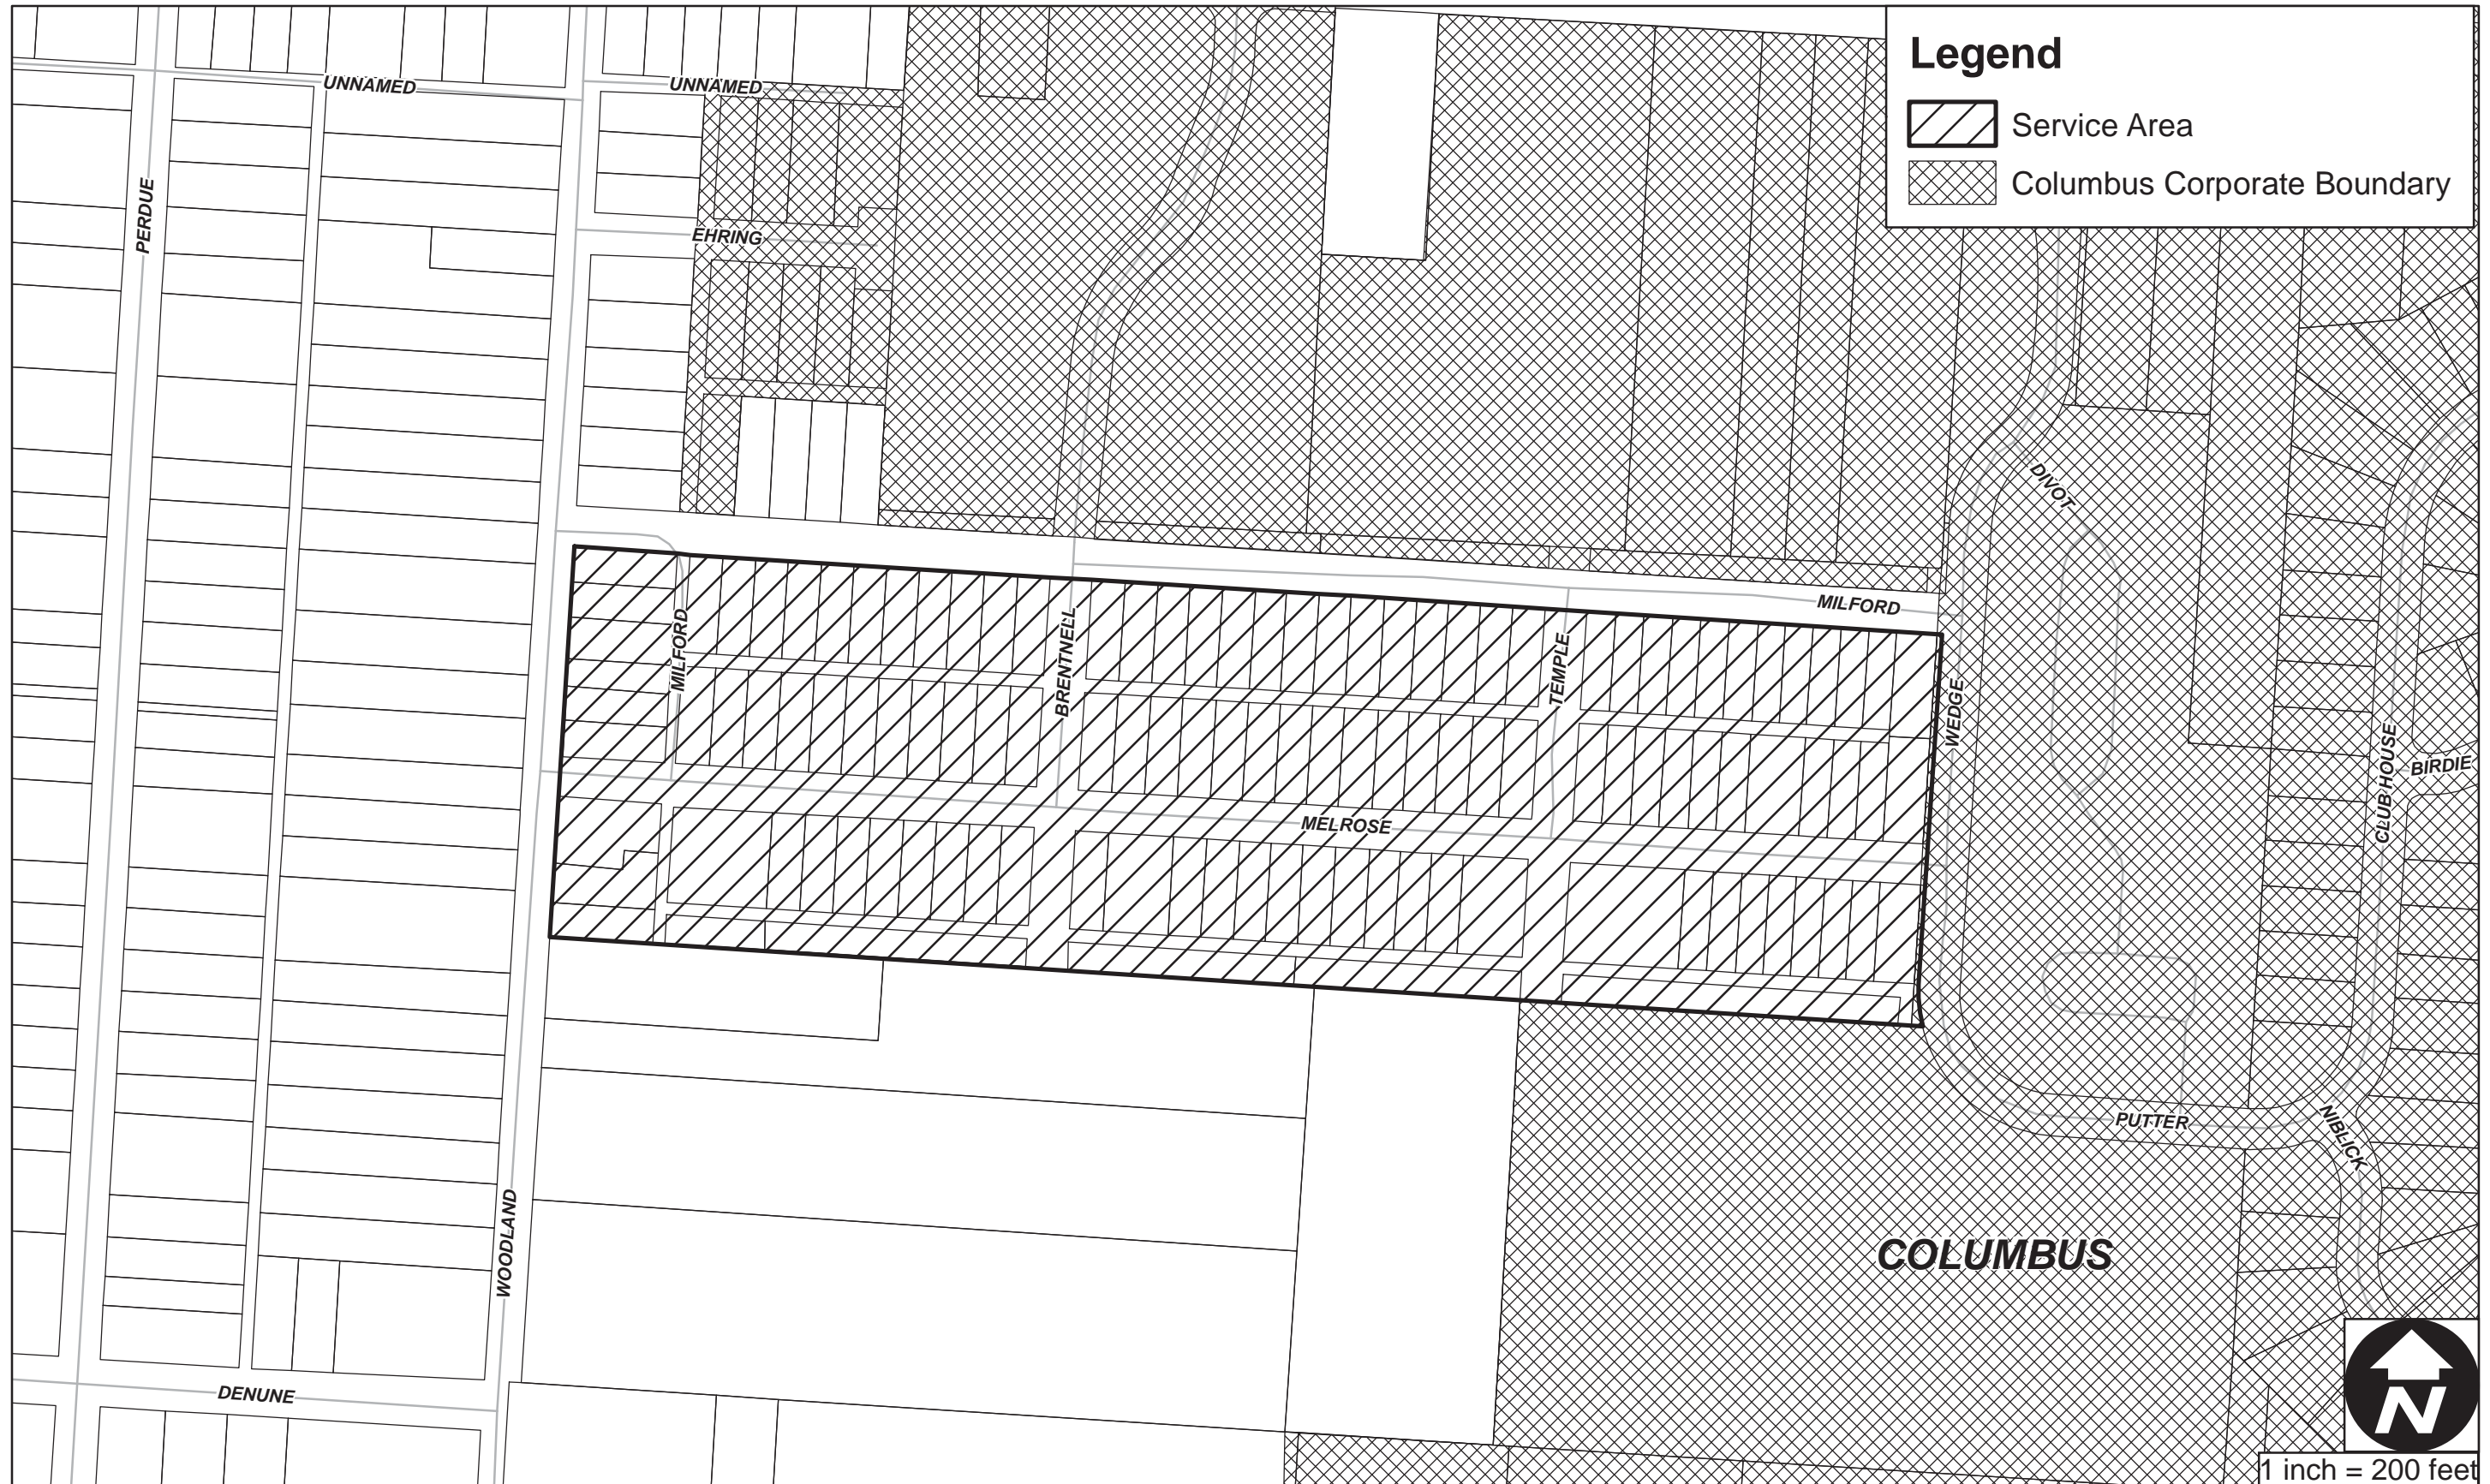 Legend
Service Area
Columbus Corporate Boundary
UNNAMED
UNNAMED
PERDUE
EHRING
DIVOT
MILFORD
MILFORD
BRENTNELL
TEMPLE
WEDGE
CLUB HOUSE
BIRDIE
MELROSE
PUTTER
NIBLICK
WOODLAND
COLUMBUS
DENUNE
N
1 inch = 200 feet